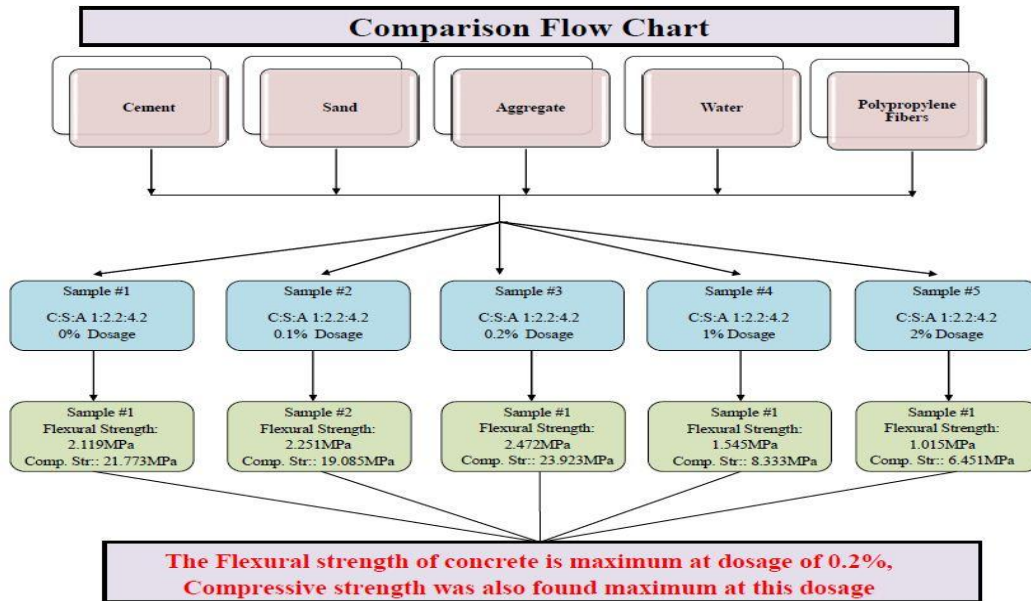 Comparison Flow Chart
Cement
Sand
Aggregate
Water
Polypropylene
Fibers
Sample #1
C:S:A 1:2.2:4.2
0% Dosage
Sample #2
C:S:A 1:2.2:4.2
0.1% Dosage
Sample #3
C:S:A 1:2.2:4.2
0.2% Dosage
Sample #4
C:S:A 1:2.2:4.2
1% Dosage
Sample #5
C:S:A 1:2.2:4.2
2% Dosage
Sample #1
Flexural Strength:
2.119MPa
Comp. Str:: 21.773MPa
Sample #2
Flexural Strength:
2.251MPa
Comp. Str:: 19.085MPa
Sample #1
Flexural Strength:
2.472MPa
Comp. Str:: 23.923MPa
Sample #1
Flexural Strength:
1.545MPa
Comp. Str:: 8.333MPa
Sample #1
Flexural Strength:
1.015MPa
Comp. Str:: 6.451MPa
The Flexural strength of concrete is maximum at dosage of 0.2%,
Compressive strength was also found maximum at this dosage